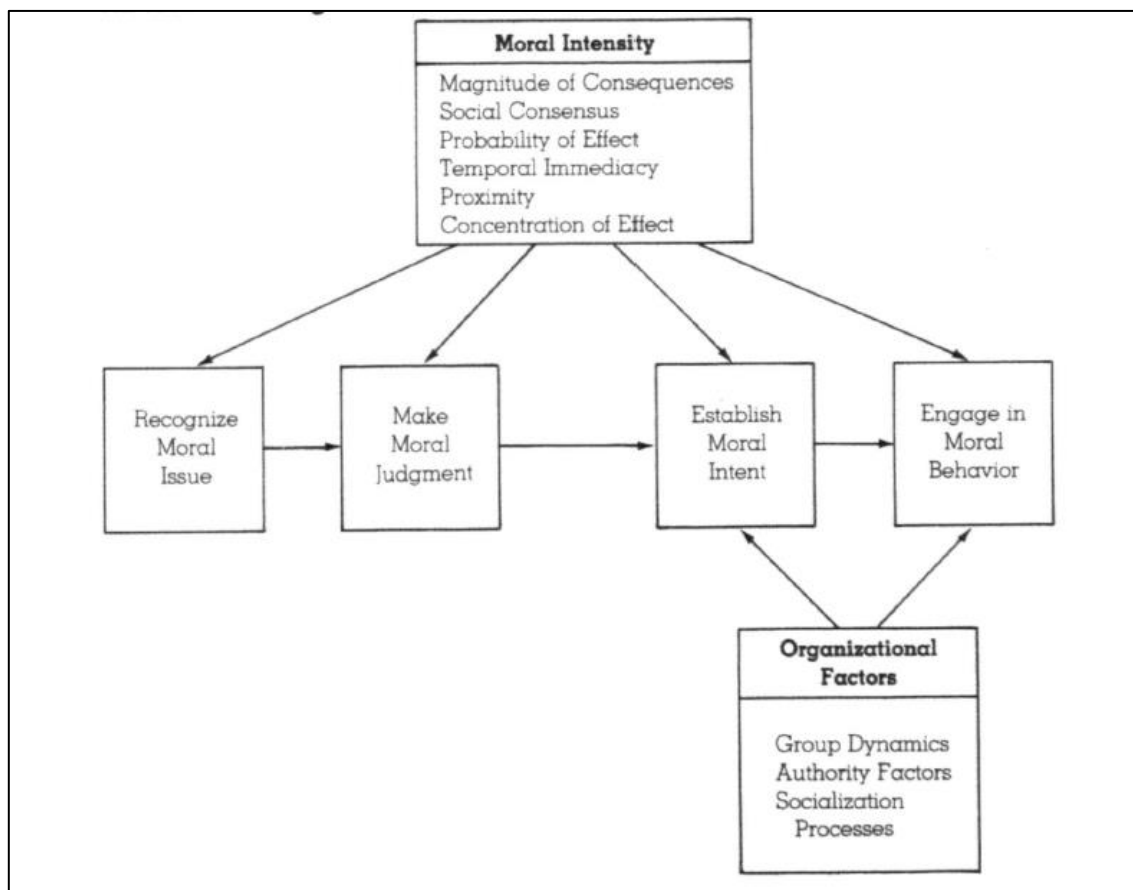 Moral Intensity
Magnitude of Consequences
Social Consensus
Probability of Effect
Temporal Immediacy
Proximity
Concentration of Effect
Recognize
Moral
Issue
Make
Moral
Judgment
Establish
Moral
Intent
Engage in
Moral
Behavior
Organizational
Factors
Group Dynamics
Authority Factors
Socialization
Processes